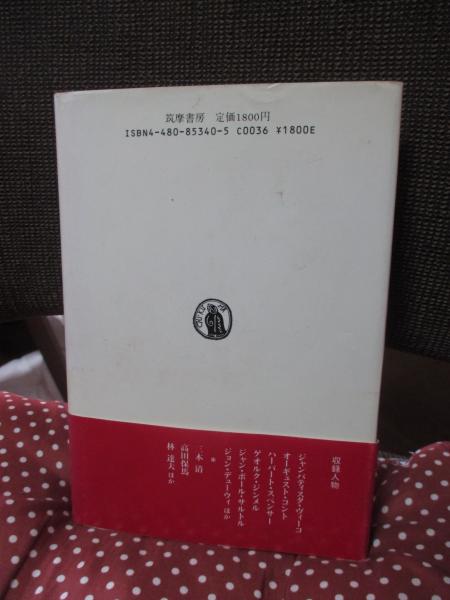 筑摩書房 定価1800円
ISBN4-480-85340-5 C0036 ¥1800E
CHIKUMA
収録人物
ジャンバティスタ・ヴィーコ
オーギュスト・コント
ハーバート・スペンサー
ゲオルク・ジンメル
ジャン・ポール・サルトル
ジョン・デューウィほか
三木 清
高田保馬
林 達夫ほか